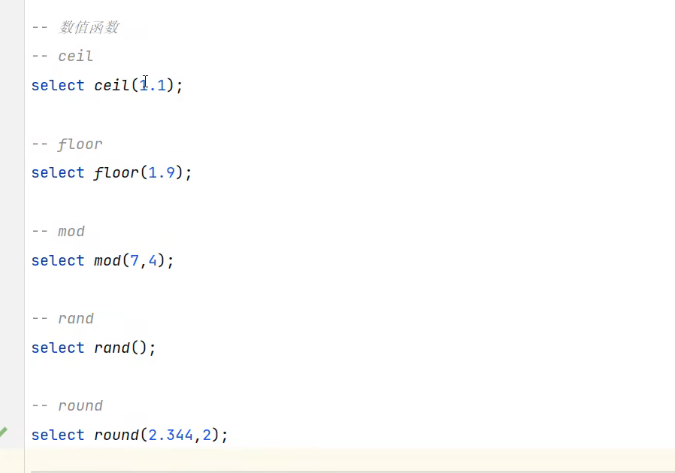 -- 数值函数
-- ceil
select ceil(1.1);
-- floor
select floor(1.9);
-- mod
select mod(7,4);
-- rand
select rand();
-- round
select round(2.344,2);